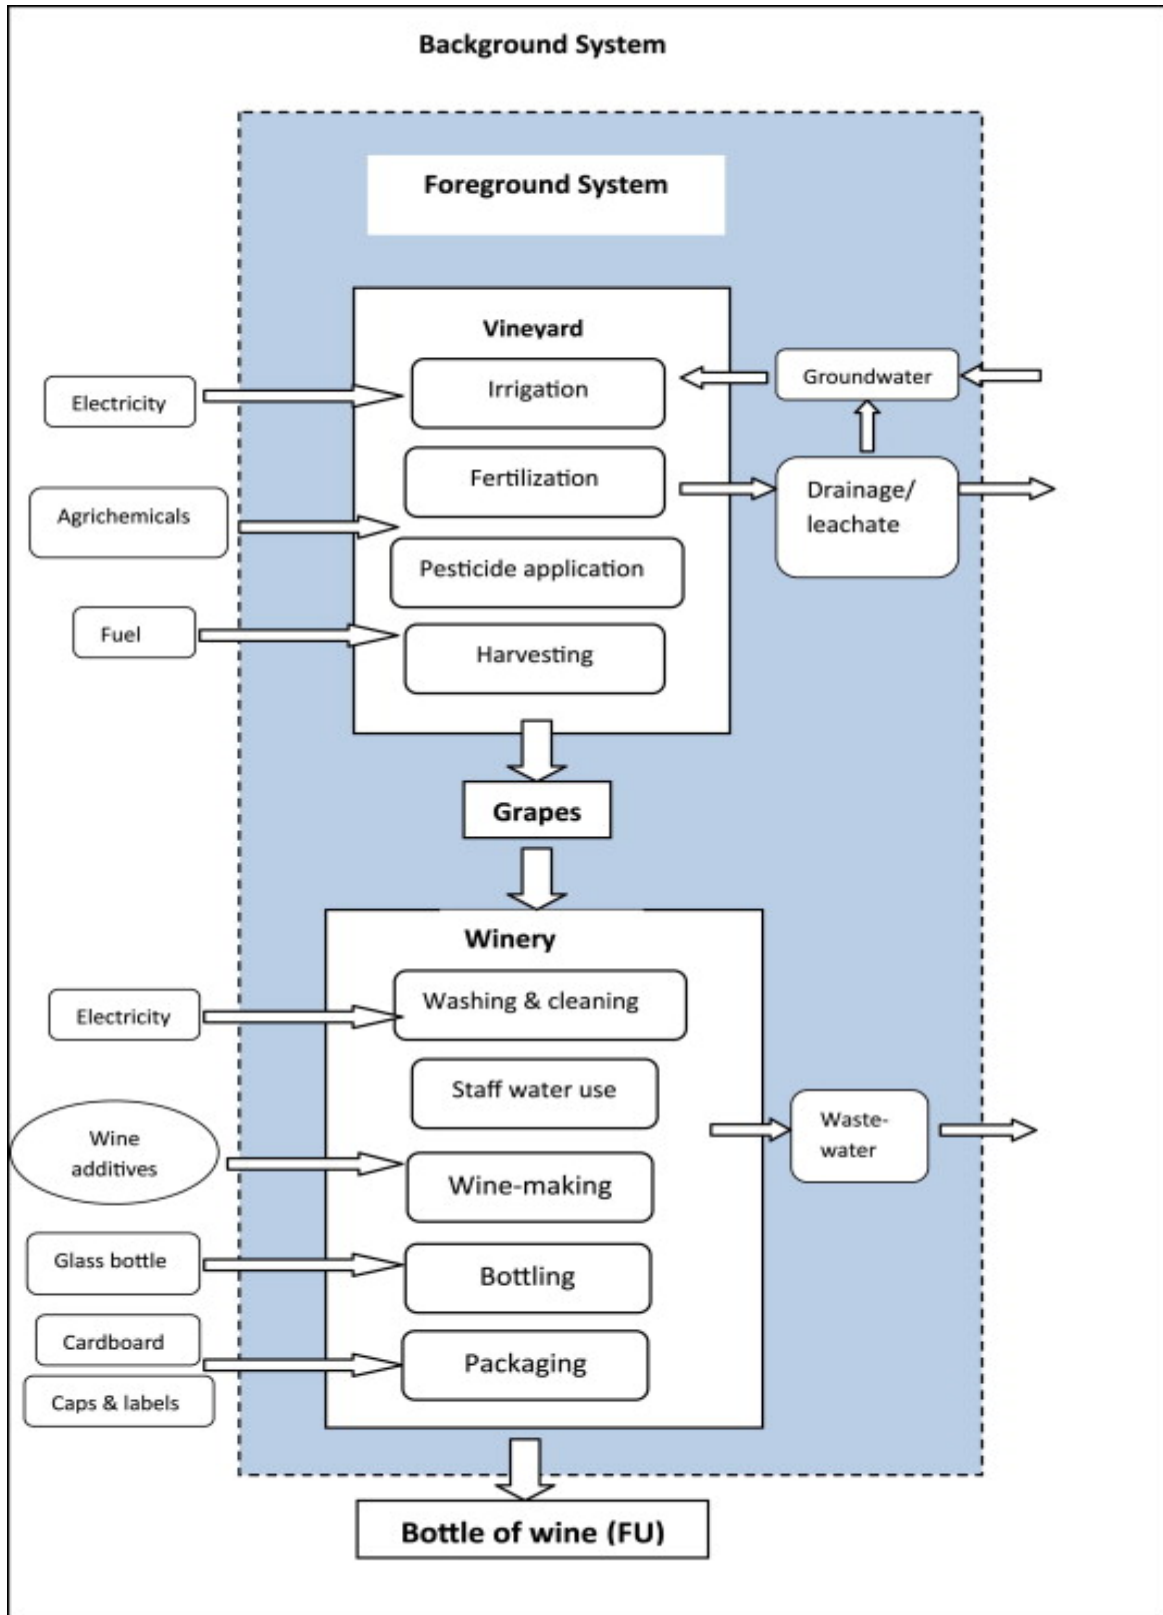 Background System
Foreground System
Vineyard
Irrigation
Fertilization
Pesticide application
Harvesting
Electricity
Agrichemicals
Fuel
Groundwater
Drainage/
leachate
Grapes
Winery
Washing & cleaning
Staff water use
Wine-making
Bottling
Packaging
Electricity
Wine
additives
Glass bottle
Cardboard
Caps & labels
Waste-
water
Bottle of wine (FU)